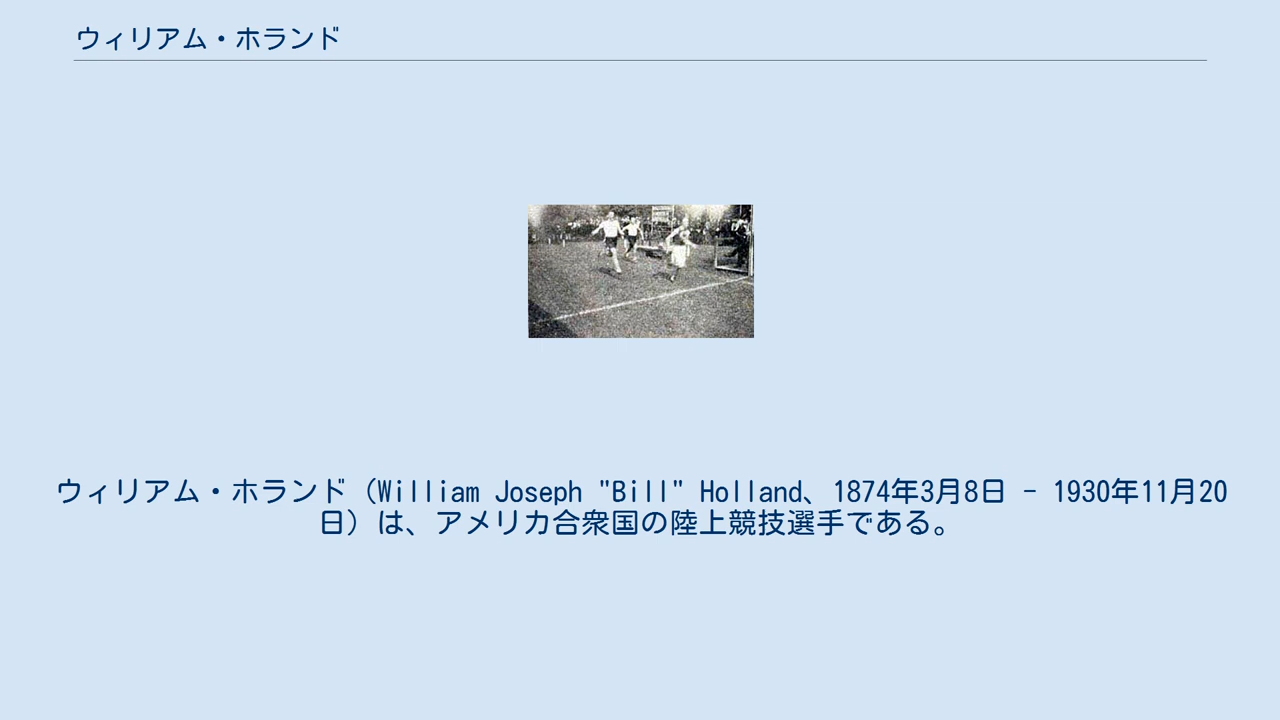 ウィリアム・ホランド
ウィリアム・ホランド（William Joseph "Bill" Holland、1874年3月8日 - 1930年11月20
日）は、アメリカ合衆国の陸上競技選手である。